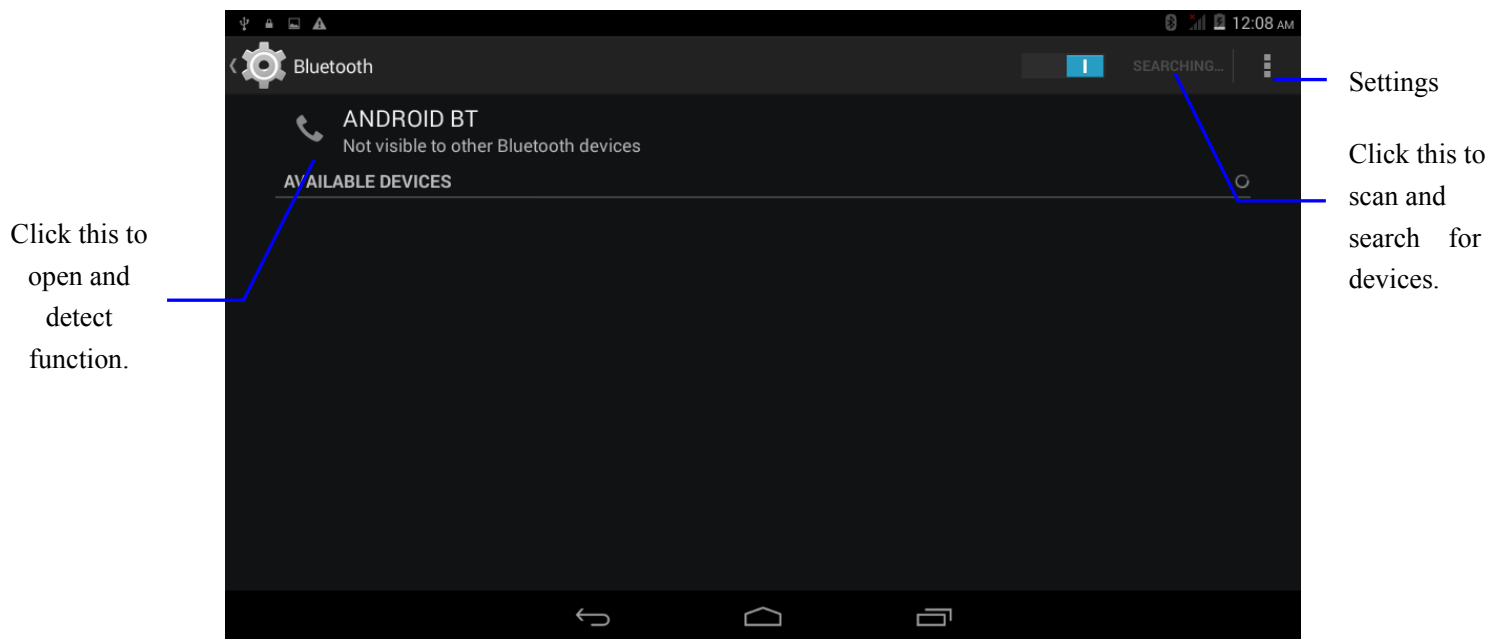 12:08 AM
Bluetooth
SEARCHING...
ANDROID BT
Not visible to other Bluetooth devices
AVAILABLE DEVICES
Settings
Click this to
scan and
search for
devices.
Click this to
open and
detect
function.